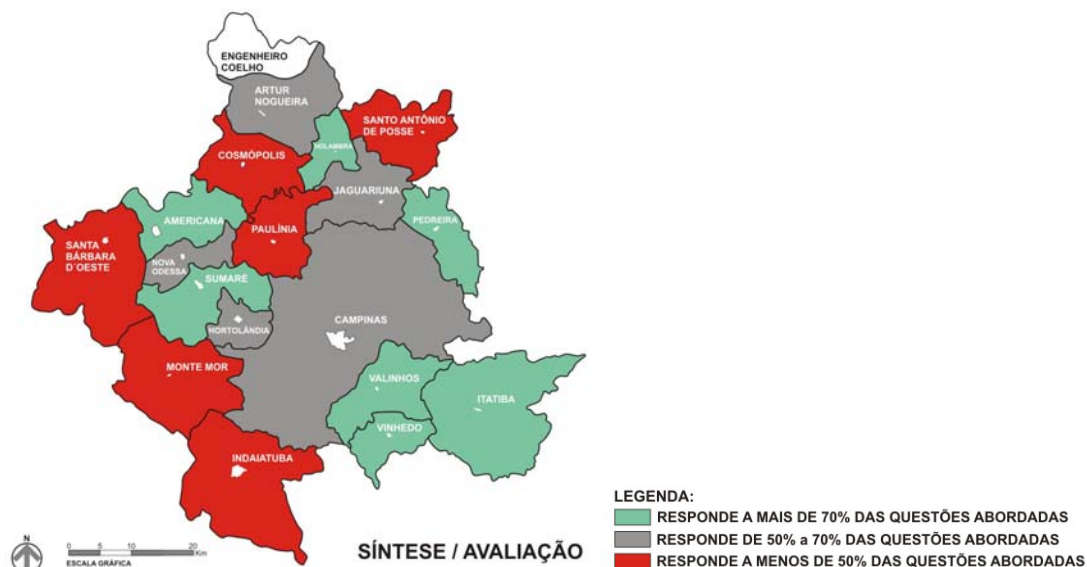 ENGENHEIRO
COELHO
ARTUR
NOGUEIRA
SANTO ANTÔNIO
DE POSSE
HOLAMBRA
COSMÓPOLIS
JAGUARIUNA
PEDREIRA
AMERICANA
PAULÍNIA
SANTA
BÁRBARA
D´OESTE
NOVA
ODESSA
SUMARÉ
HORTOLÂNDIA
CAMPINAS
MONTE MOR
VALINHOS
ITATIBA
VINHEDO
INDAIATUBA
N
0 5 10 20
Km
ESCALA GRÁFICA
SÍNTESE / AVALIAÇÃO
LEGENDA:
RESPONDE A MAIS DE 70% DAS QUESTÕES ABORDADAS
RESPONDE DE 50% a 70% DAS QUESTÕES ABORDADAS
RESPONDE A MENOS DE 50% DAS QUESTÕES ABORDADAS